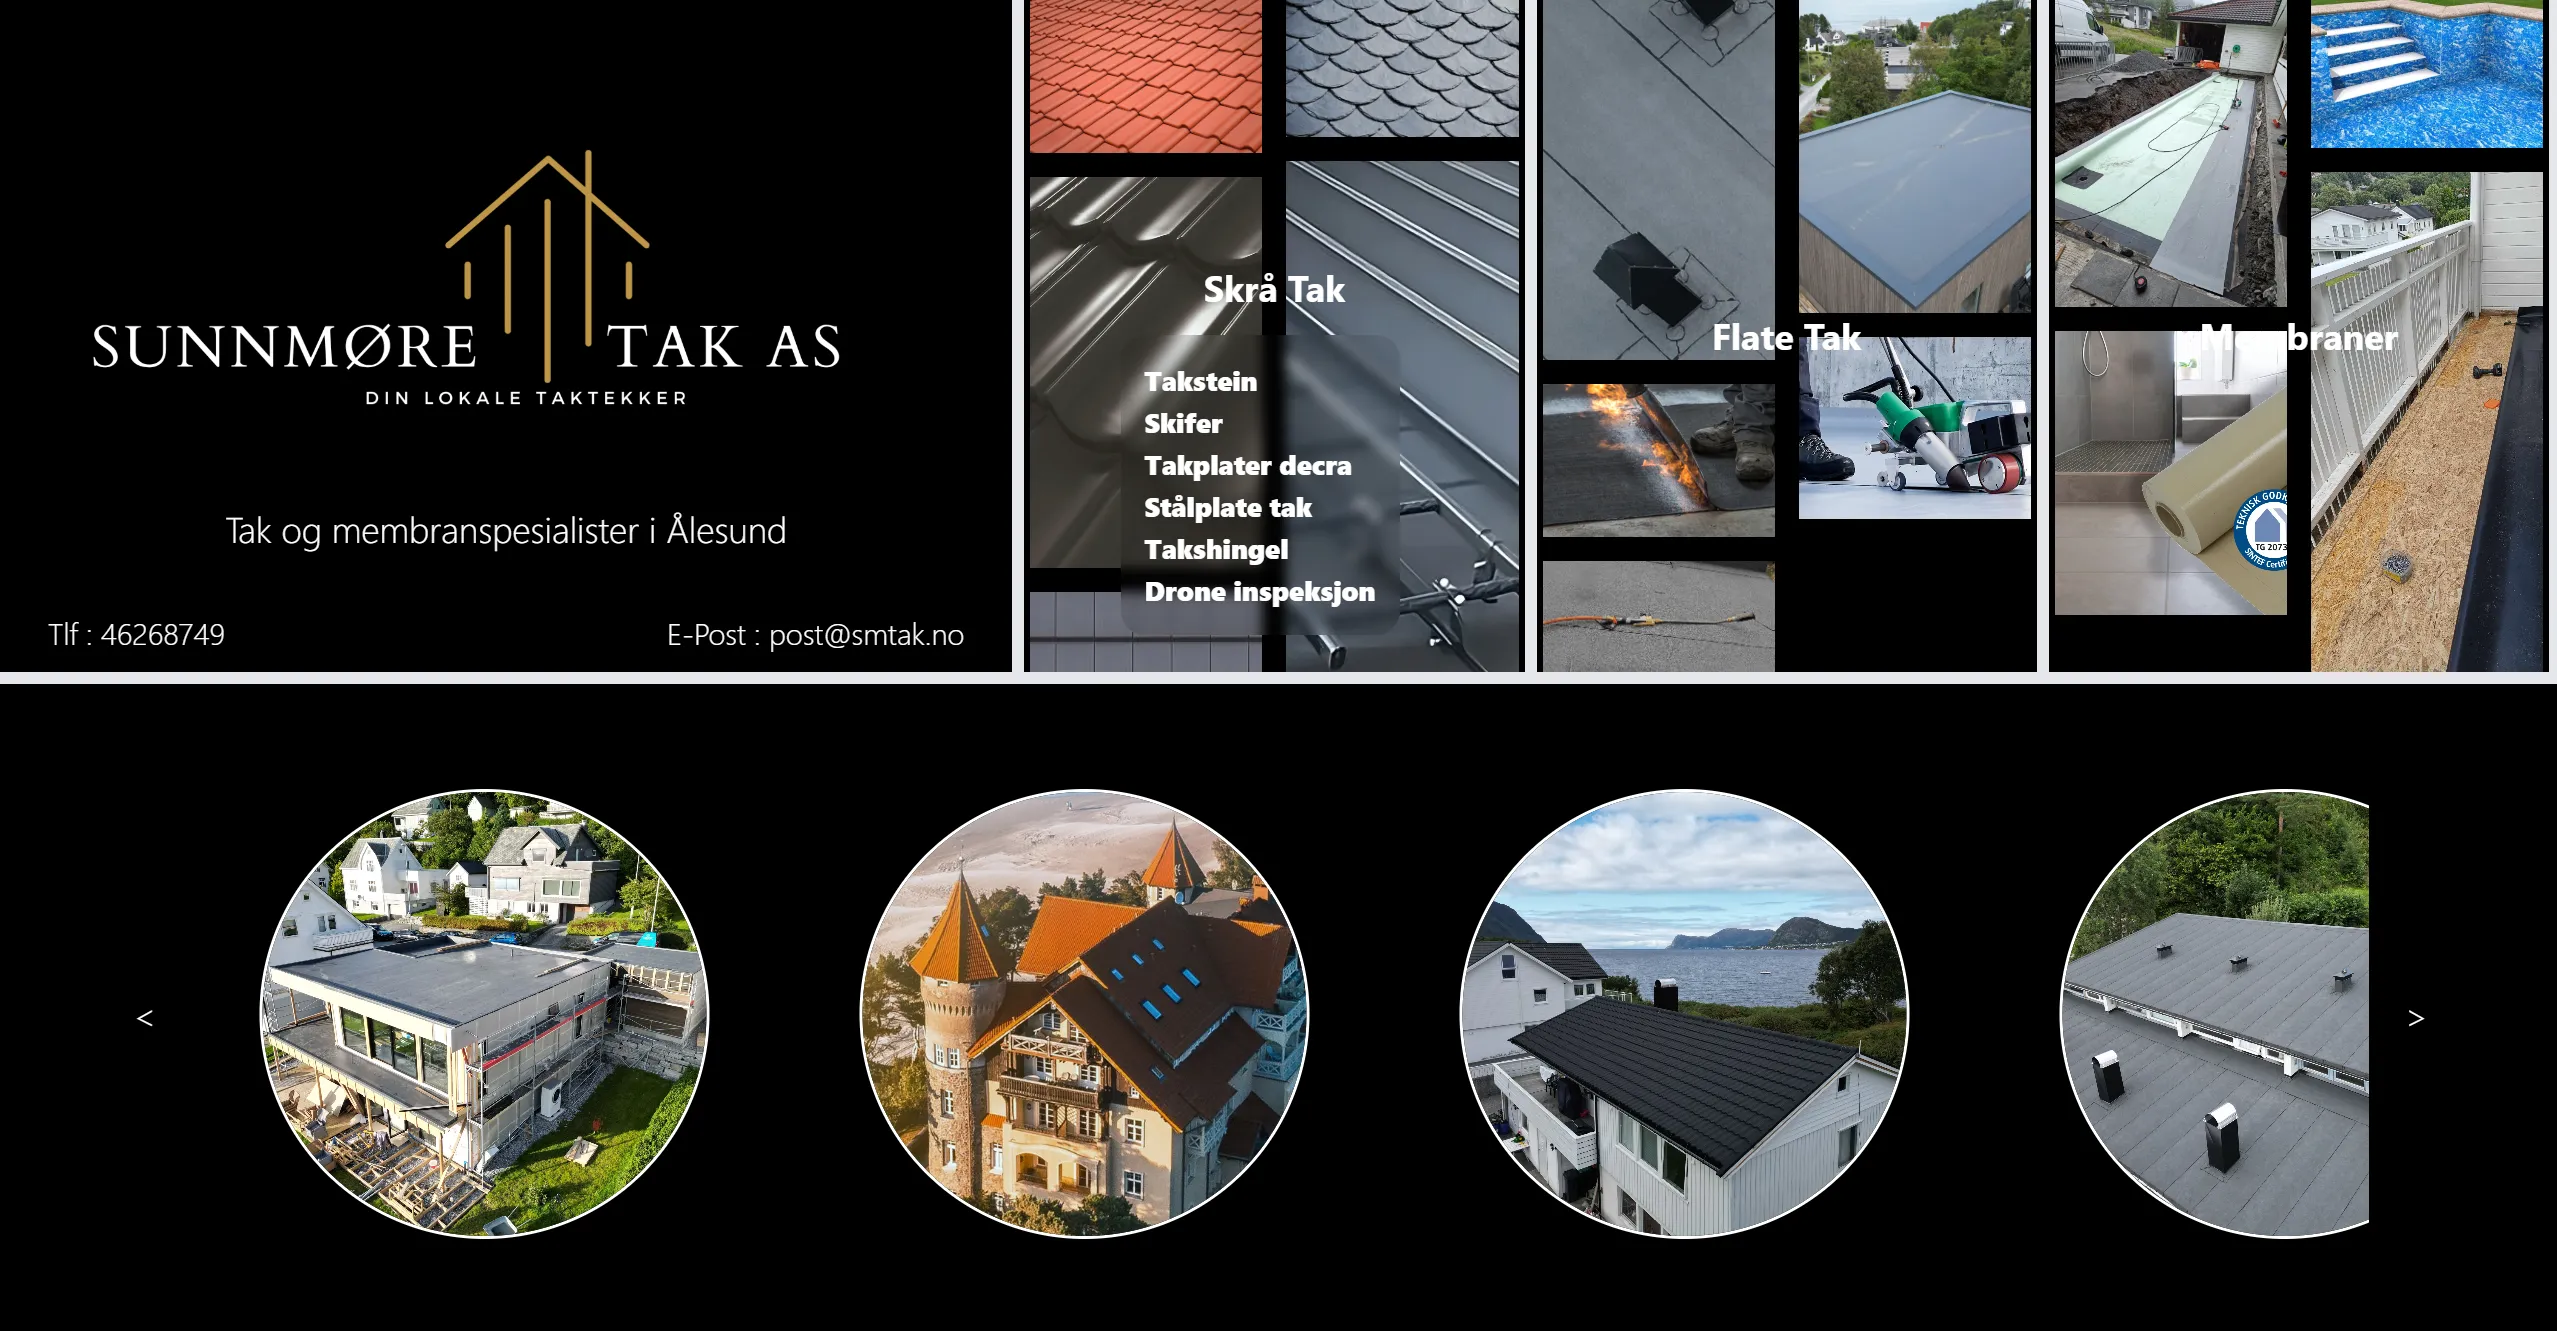 SUNNMØRE TAK AS
DIN LOKALE TAKTEKKER
Tak og membranspesialister i Ålesund
Tlf : 46268749
E-Post : post@smtak.no
Skrå Tak
Takstein
Skifer
Takplater decra
Stålplate tak
Takshingel
Drone inspeksjon
Flate Tak
Membraner
TEKNISK GODK
TG 2073
SINTEF Certif
<
>